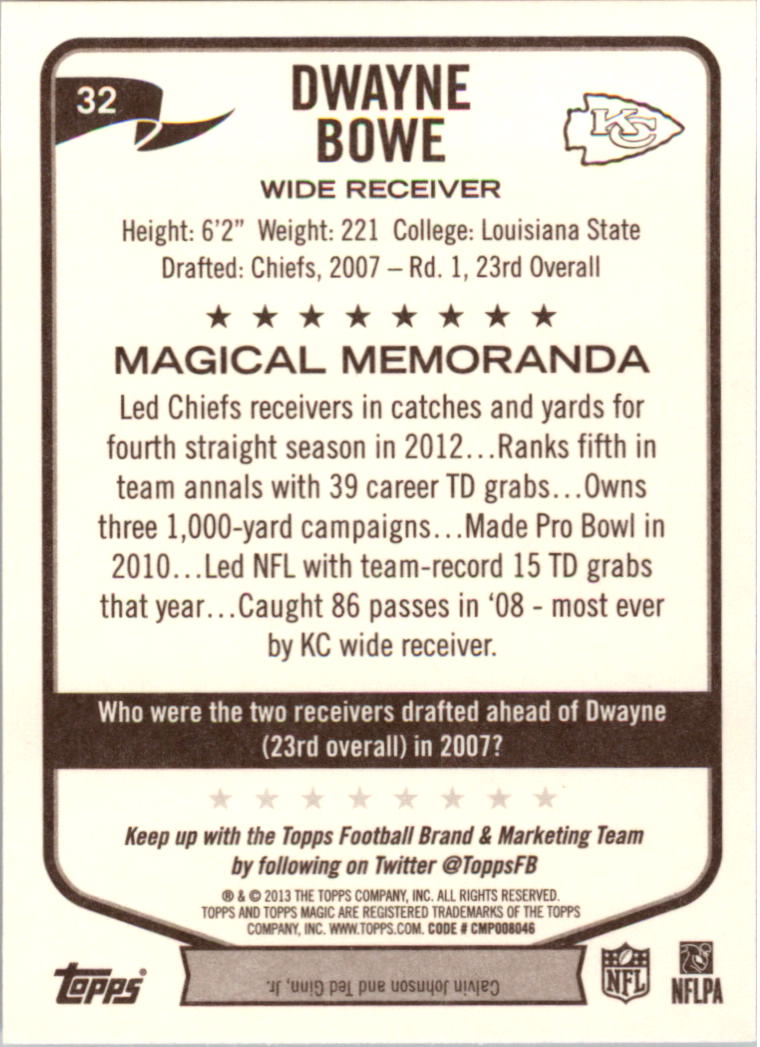 32
DWAYNE
BOWE
KC
WIDE RECEIVER
Height: 6’2” Weight: 221 College: Louisiana State
Drafted: Chiefs, 2007 – Rd. 1, 23rd Overall
MAGICAL MEMORANDA
Led Chiefs receivers in catches and yards for
fourth straight season in 2012...Ranks fifth in
team annals with 39 career TD grabs...Owns
three 1,000-yard campaigns...Made Pro Bowl in
2010...Led NFL with team-record 15 TD grabs
that year...Caught 86 passes in ‘08 - most ever
by KC wide receiver.
Who were the two receivers drafted ahead of Dwayne
(23rd overall) in 2007?
Keep up with the Topps Football Brand & Marketing Team
by following on Twitter @ToppsFB
® & © 2013 THE TOPPS COMPANY, INC. ALL RIGHTS RESERVED.
TOPPS AND TOPPS MAGIC ARE REGISTERED TRADEMARKS OF THE TOPPS
COMPANY, INC. WWW.TOPPS.COM. CODE # CMP008046
Topps®
Calvin Johnson and Ted Ginn, Jr.
NFL
NFLPA